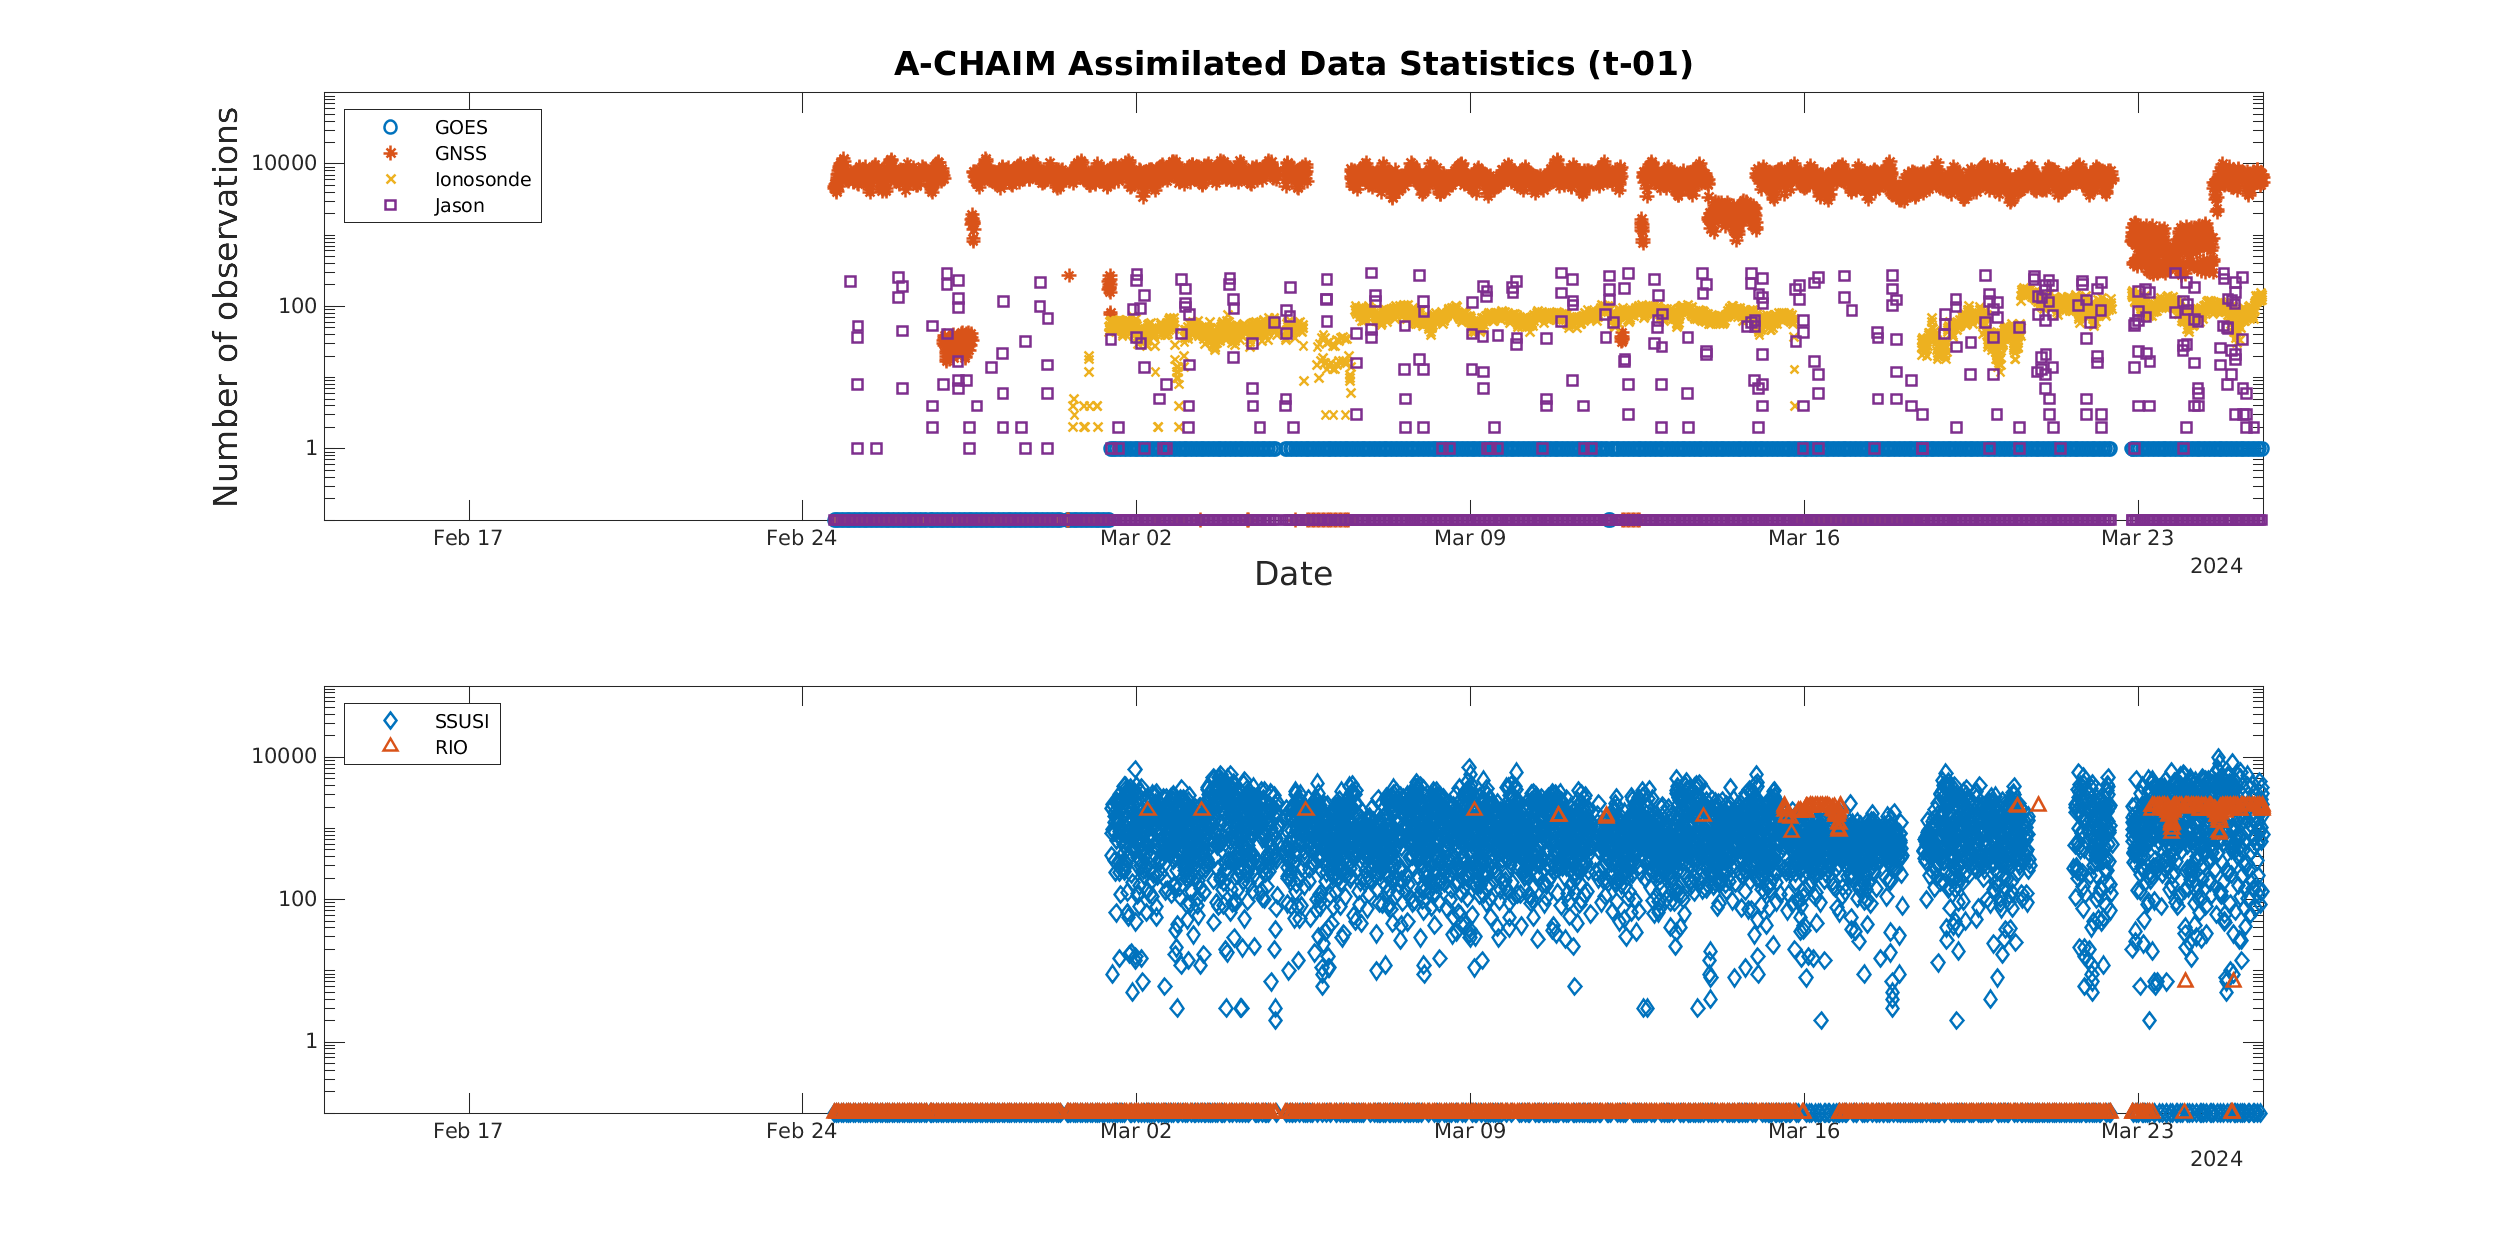 A-CHAIM Assimilated Data Statistics (t-01)
Number of observations
10000
100
1
GOES
GNSS
Ionosonde
Jason
Feb 17
Feb 24
Mar 02
Mar 09
Mar 16
Mar 23
2024
Date
10000
100
1
SSUSI
RIO
Feb 17
Feb 24
Mar 02
Mar 09
Mar 16
Mar 23
2024